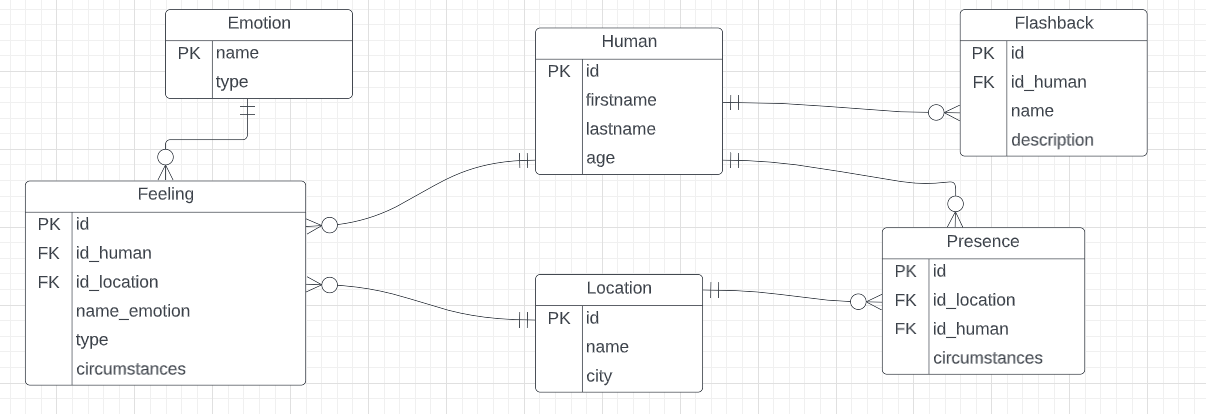 Emotion
PK name
type
Human
PK id
firstname
lastname
age
Flashback
PK id
FK id_human
name
description
Feeling
PK id
FK id_human
FK id_location
name_emotion
type
circumstances
Location
PK id
name
city
Presence
PK id
FK id_location
FK id_human
circumstances